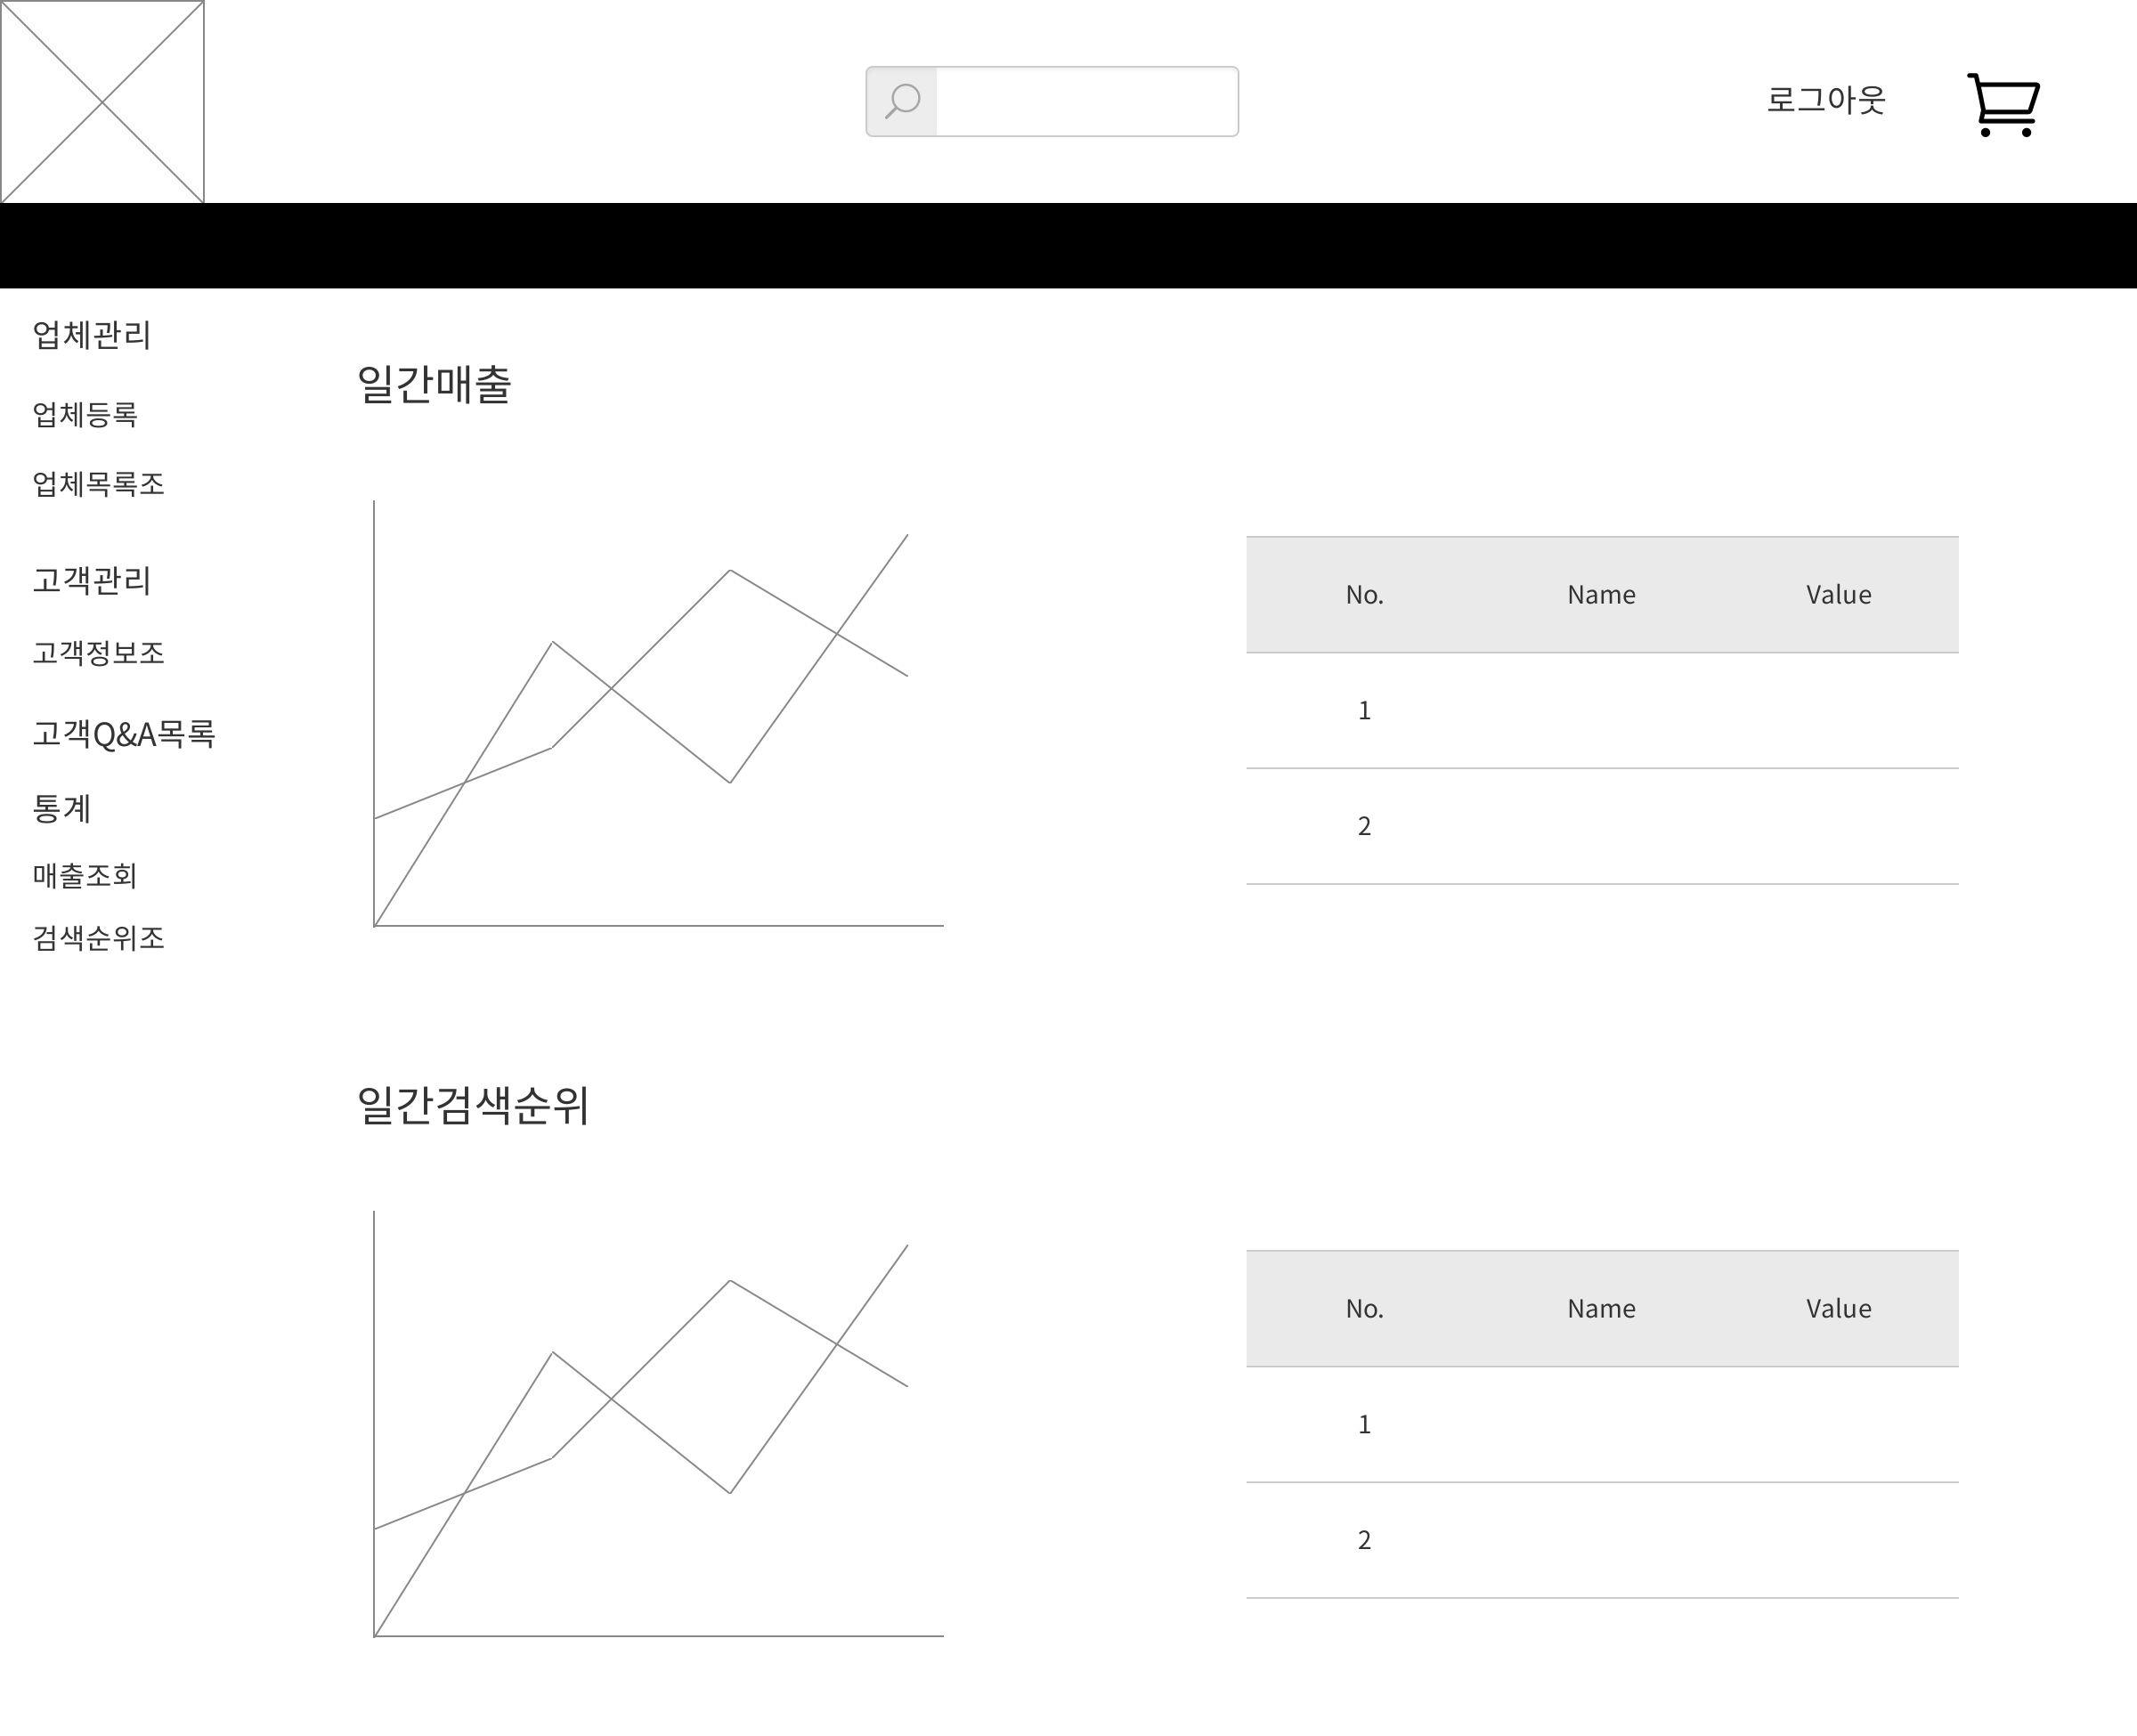 로그아웃
업체관리
업체등록
업체목록조
고객관리
고객정보조
고객Q&A목록
통계
매출조회
검색순위조
일간매출
No. Name Value
1
2
일간검색순위
No. Name Value
1
2